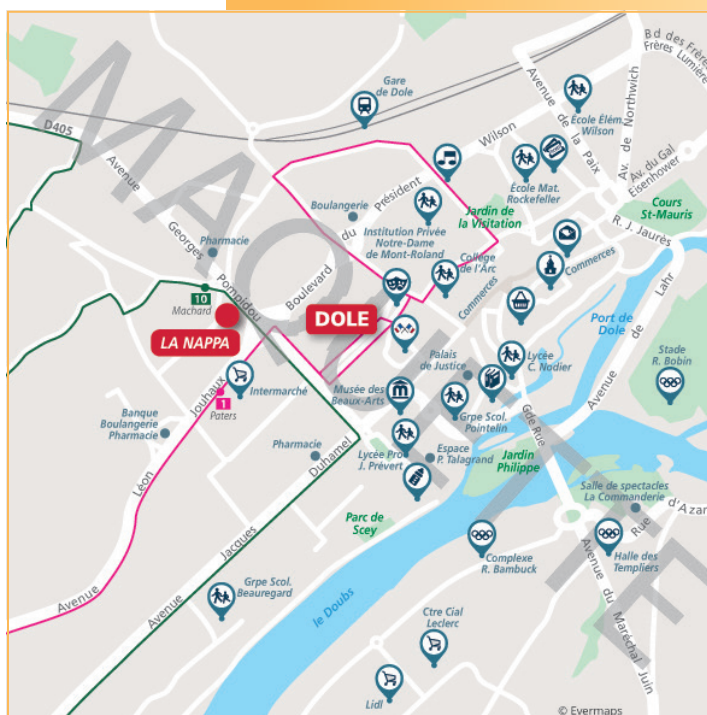 Bd des Frères
Frères Lumière
Avenue de la Paix
Av. de Northwich
Av. du Gal
Eisenhower
Gare
de Dole
Wilson
École Élém.
Wilson
D405
Avenue
Georges
Pompidou
Boulangerie
Boulevard
du
Président
École Mat.
Rockefeller
Jardin de
la Visitation
Cours
St-Mauris
R. J. Jaurès
Institution Privée
Notre-Dame
de Mont-Roland
Pharmacie
Collège
de l'Arc
Commerces
Commerces
10
Machard
LA NAPPA
DOLE
Port de
Dole
Avenue de Lahr
Stade
R. Bobin
Palais
de Justice
Lycée
C. Nodier
Intermarché
Jouhaux
1
Paters
Musée des
Beaux-Arts
Grpe Scol.
Pointelin
Gde Rue
Banque
Boulangerie
Pharmacie
Pharmacie
Duhamel
Lycée Pro
J. Prévert
Espace
P. Talagrand
Jardin
Philippe
Léon
Salle de spectacles
La Commanderie
Rue
d'Azan
Parc de
Scey
Jacques
Complexe
R. Bambuck
Halle des
Templiers
Avenue
Avenue
Grpe Scol.
Beauregard
le Doubs
Avenue du Maréchal Juin
Ctre Cial
Leclerc
Lidl
© Evermaps
MAQUETTE